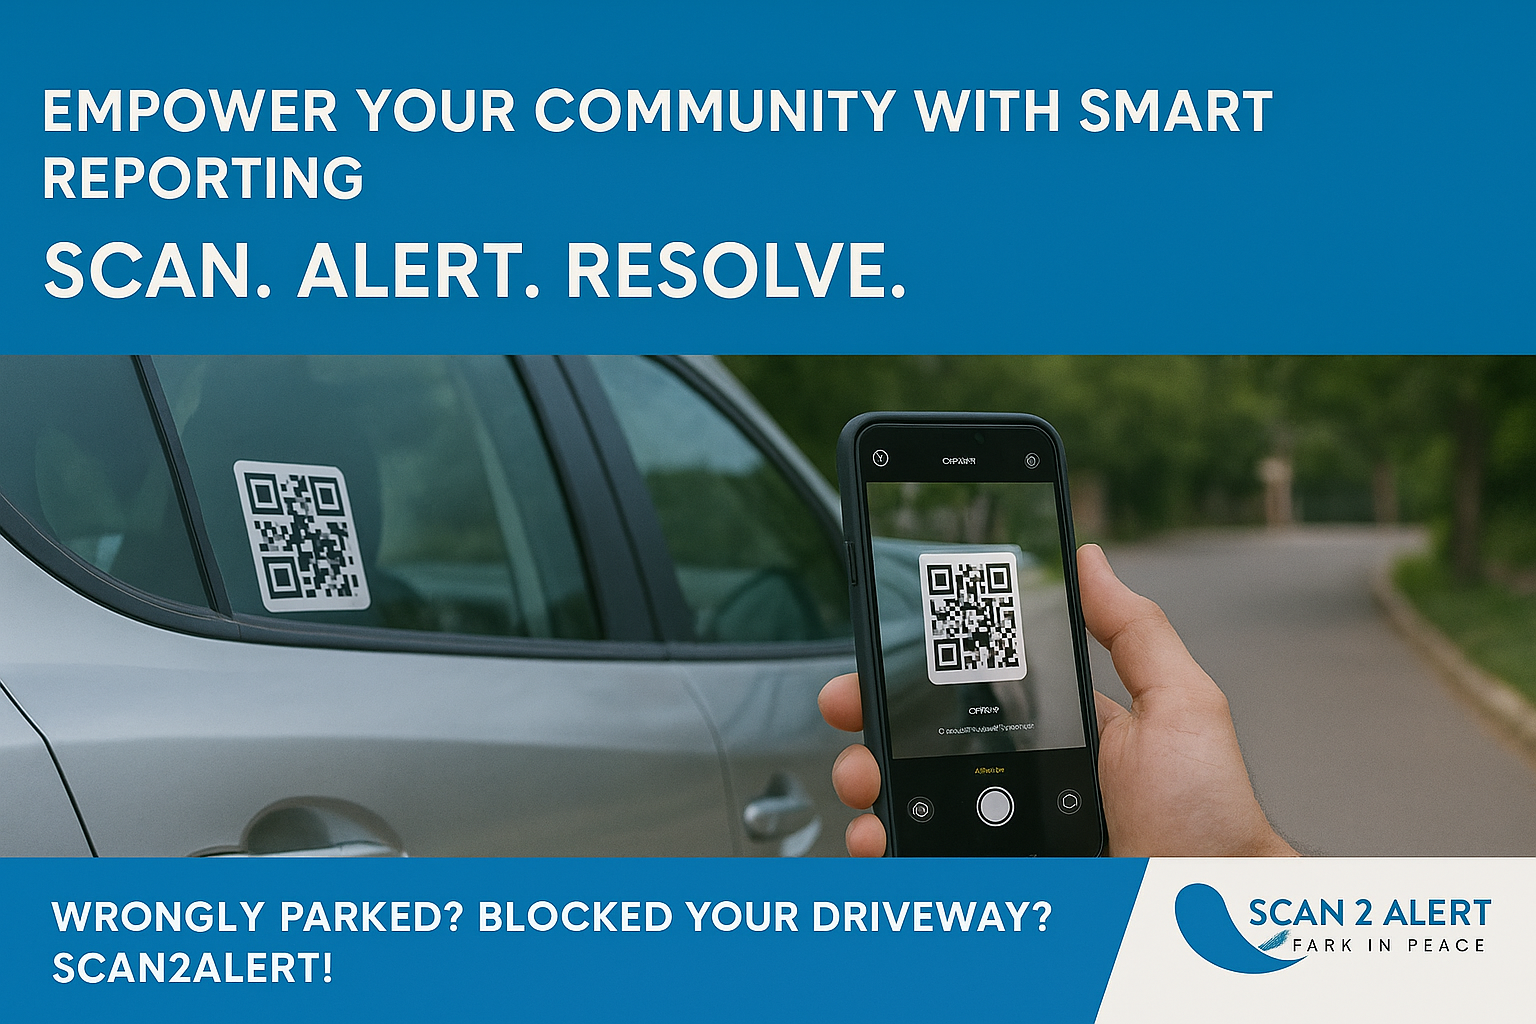 EMPOWER YOUR COMMUNITY WITH SMART
REPORTING
SCAN. ALERT. RESOLVE.
WRONGLY PARKED? BLOCKED YOUR DRIVEWAY?
SCAN2ALERT!
SCAN 2 ALERT
FARK IN PEACE